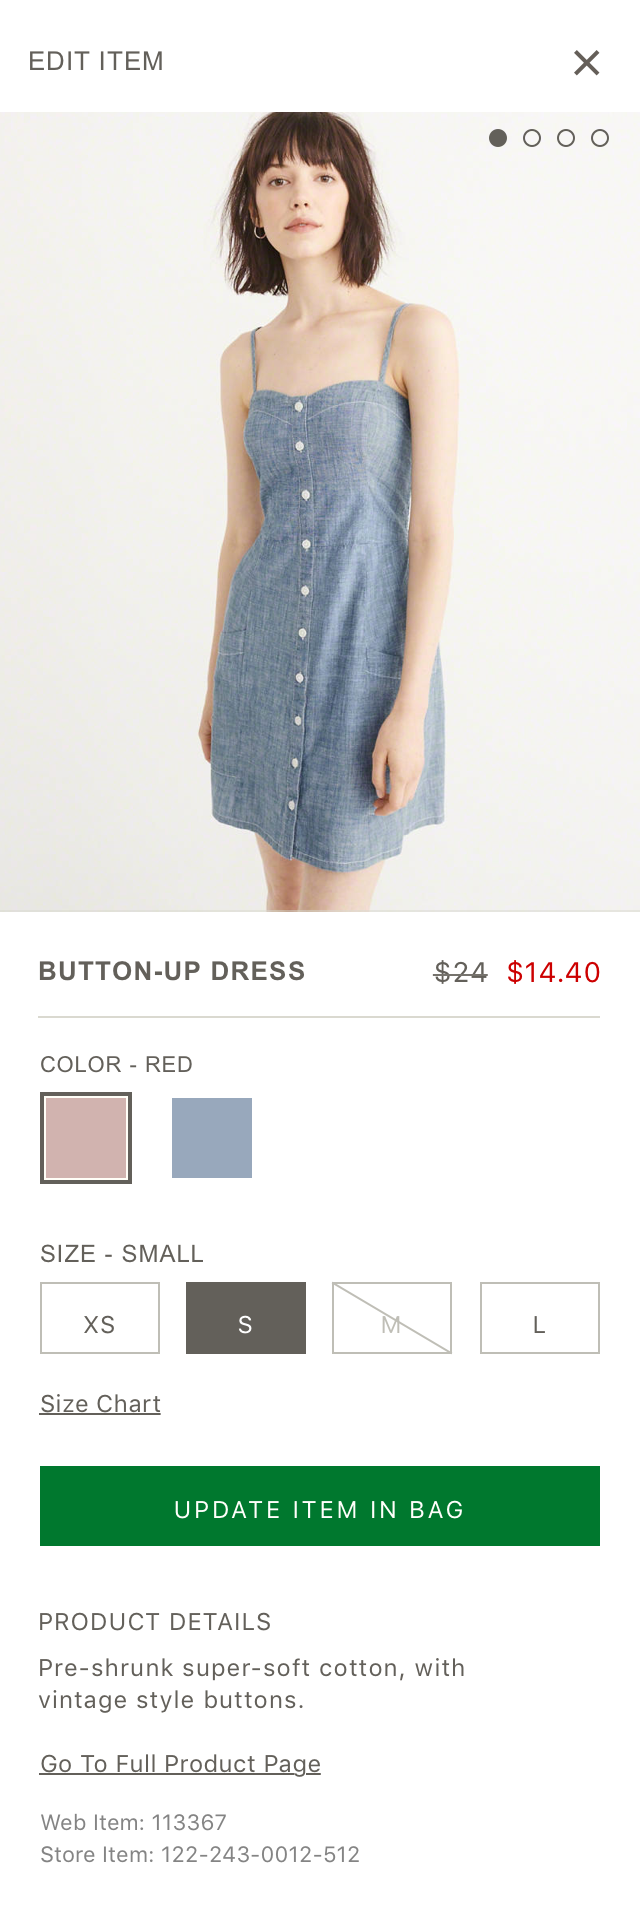 EDIT ITEM
BUTTON-UP DRESS $24 $14.40
COLOR - RED
SIZE - SMALL
XS S M L
Size Chart
UPDATE ITEM IN BAG
PRODUCT DETAILS
Pre-shrunk super-soft cotton, with
vintage style buttons.
Go To Full Product Page
Web Item: 113367
Store Item: 122-243-0012-512